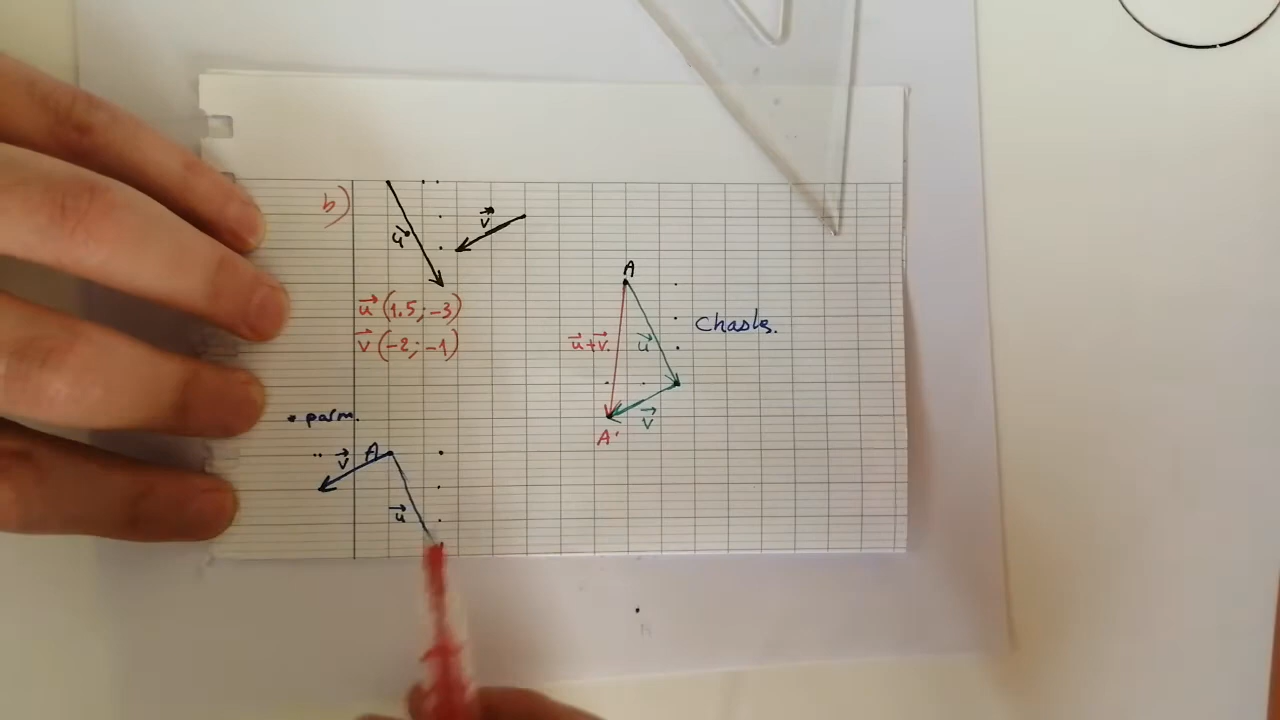 b)
u⃗
v⃗
u⃗ (1.5; -3)
v⃗ (-2; -1)
A
u⃗+v⃗
u⃗
Chasles.
v⃗
A'
• parm.
v⃗
A
u⃗